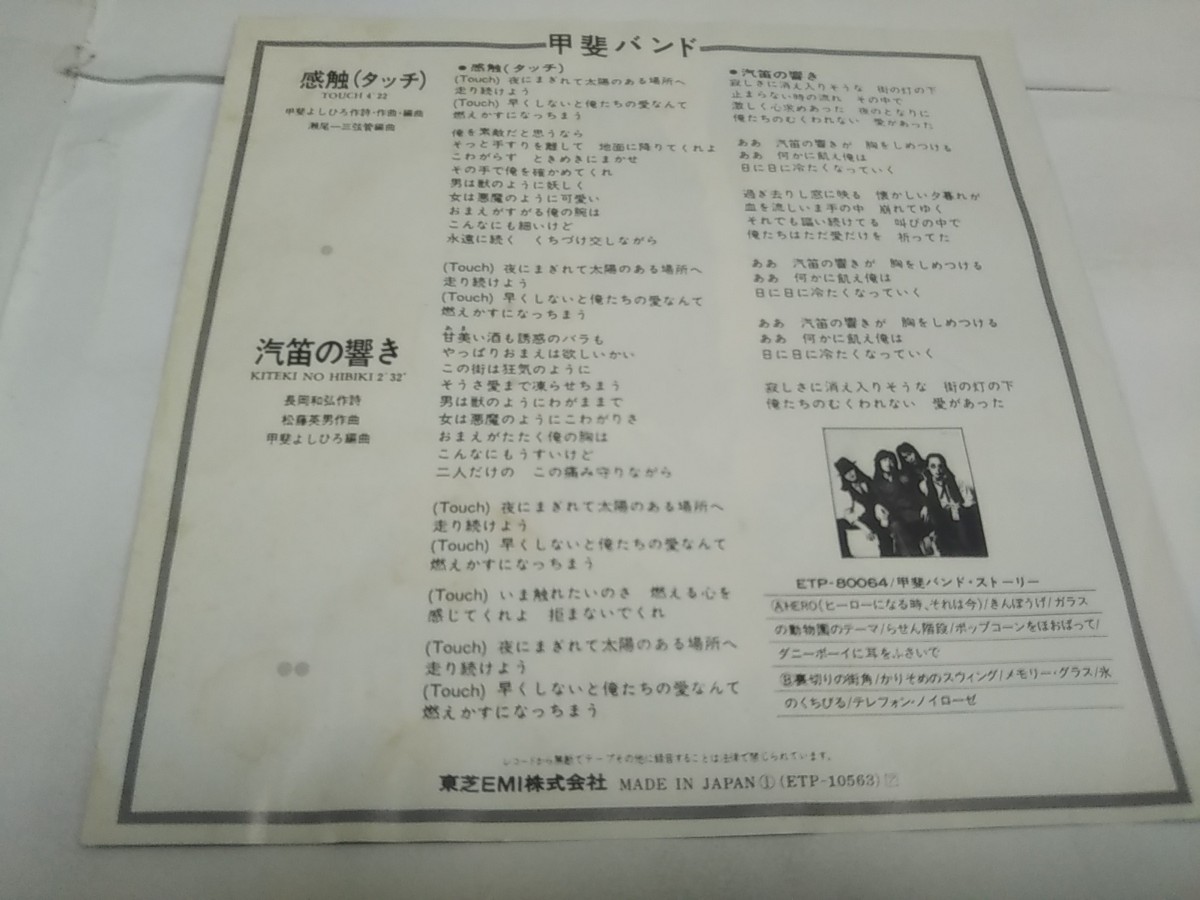 甲斐バンド
感触(タッチ)
TOUCH 4'22
甲斐よしひろ作詩・作曲・編曲
瀬尾一三弦管編曲
汽笛の響き
KITEKI NO HIBIKI 2'32"
長岡和弘作詩
松藤英男作曲
甲斐よしひろ編曲
●感触(タッチ)
(Touch) 夜にまぎれて太陽のある場所へ
走り続けよう
(Touch) 早くしないと俺たちの愛なんて
燃えかすになっちまう
俺を素敵だと思うなら
そっと手すりを離して 地面に降りてくれよ
こわがらず ときめきにまかせ
その手で俺を確かめてくれ
男は獣のように妖しく
女は悪魔のように可愛い
おまえがすがる俺の腕は
こんなにも細いけど
永遠に続く くちづけ交しながら
(Touch) 夜にまぎれて太陽のある場所へ
走り続けよう
(Touch) 早くしないと俺たちの愛なんて
燃えかすになっちまう
あま
甘美い酒も誘惑のバラも
やっぱりおまえは欲しいかい
この街は狂気のように
そうさ愛まで凍らせちまう
男は獣のようにわがままで
女は悪魔のようにこわがりさ
おまえがたたく俺の胸は
こんなにもうすいけど
二人だけの この痛み守りながら
(Touch) 夜にまぎれて太陽のある場所へ
走り続けよう
(Touch) 早くしないと俺たちの愛なんて
燃えかすになっちまう
(Touch) いま触れたいのさ 燃える心を
感じてくれよ 拒まないでくれ
(Touch) 夜にまぎれて太陽のある場所へ
走り続けよう
(Touch) 早くしないと俺たちの愛なんて
燃えかすになっちまう
●汽笛の響き
寂しさに消え入りそうな 街の灯の下
止まらない時の流れ その中で
激しく心求めあった 夜のとなりに
俺たちのむくわれない 愛があった
ああ 汽笛の響きが 胸をしめつける
ああ 何かに飢え俺は
日に日に冷たくなっていく
過ぎ去りし窓に映る 懐かしい夕暮れが
血を流しいま手の中 崩れてゆく
それでも謳い続けてる 叫びの中で
俺たちはただ愛だけを 祈ってた
ああ 汽笛の響きが 胸をしめつける
ああ 何かに飢え俺は
日に日に冷たくなっていく
ああ 汽笛の響きが 胸をしめつける
ああ 何かに飢え俺は
日に日に冷たくなっていく
寂しさに消え入りそうな 街の灯の下
俺たちのむくわれない 愛があった
ETP-80064/甲斐バンド・ストーリー
ⒶHERO(ヒーローになる時、それは今)/きんぽうげ/ガラス
の動物園のテーマ/らせん階段/ポップコーンをほおばって/
ダニーボーイに耳をふさいで
Ⓑ裏切りの街角/かりそめのスウィング/メモリー・グラス/氷
のくちびる/テレフォン・ノイローゼ
レコードから無断でテープその他に録音することは法律で禁じられています。
東芝EMI株式会社 MADE IN JAPAN① (ETP-10563)